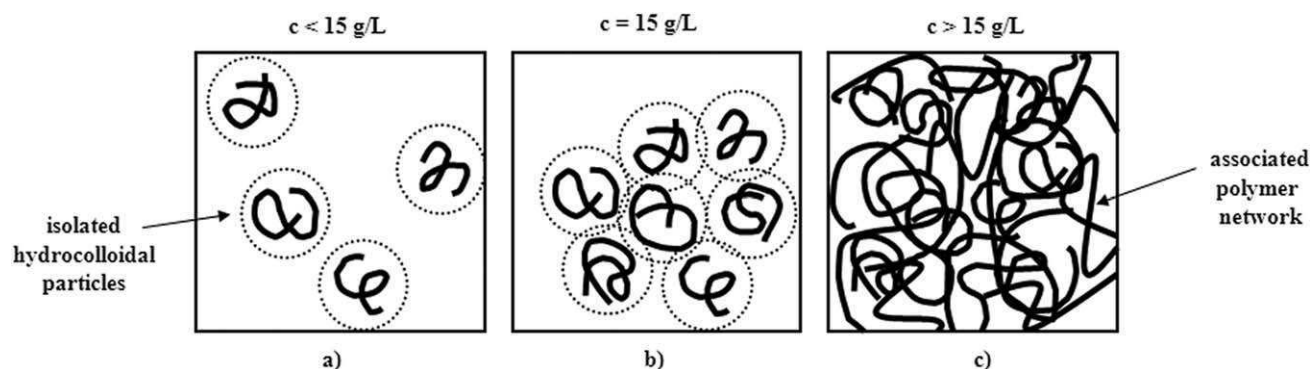 c < 15 g/L
c = 15 g/L
c > 15 g/L
isolated
hydrocolloidal
particles
associated
polymer
network
a)
b)
c)